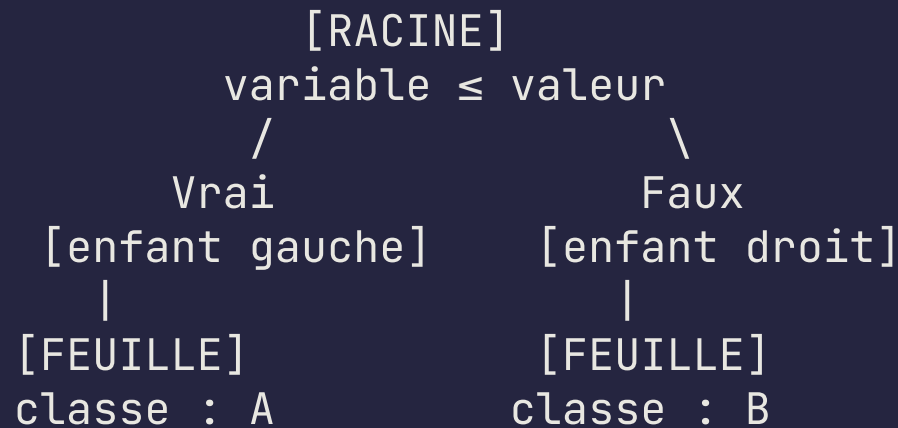 [RACINE]
variable ≤ valeur
/ \
Vrai Faux
[enfant gauche] [enfant droit]
| |
[FEUILLE] [FEUILLE]
classe : A classe : B